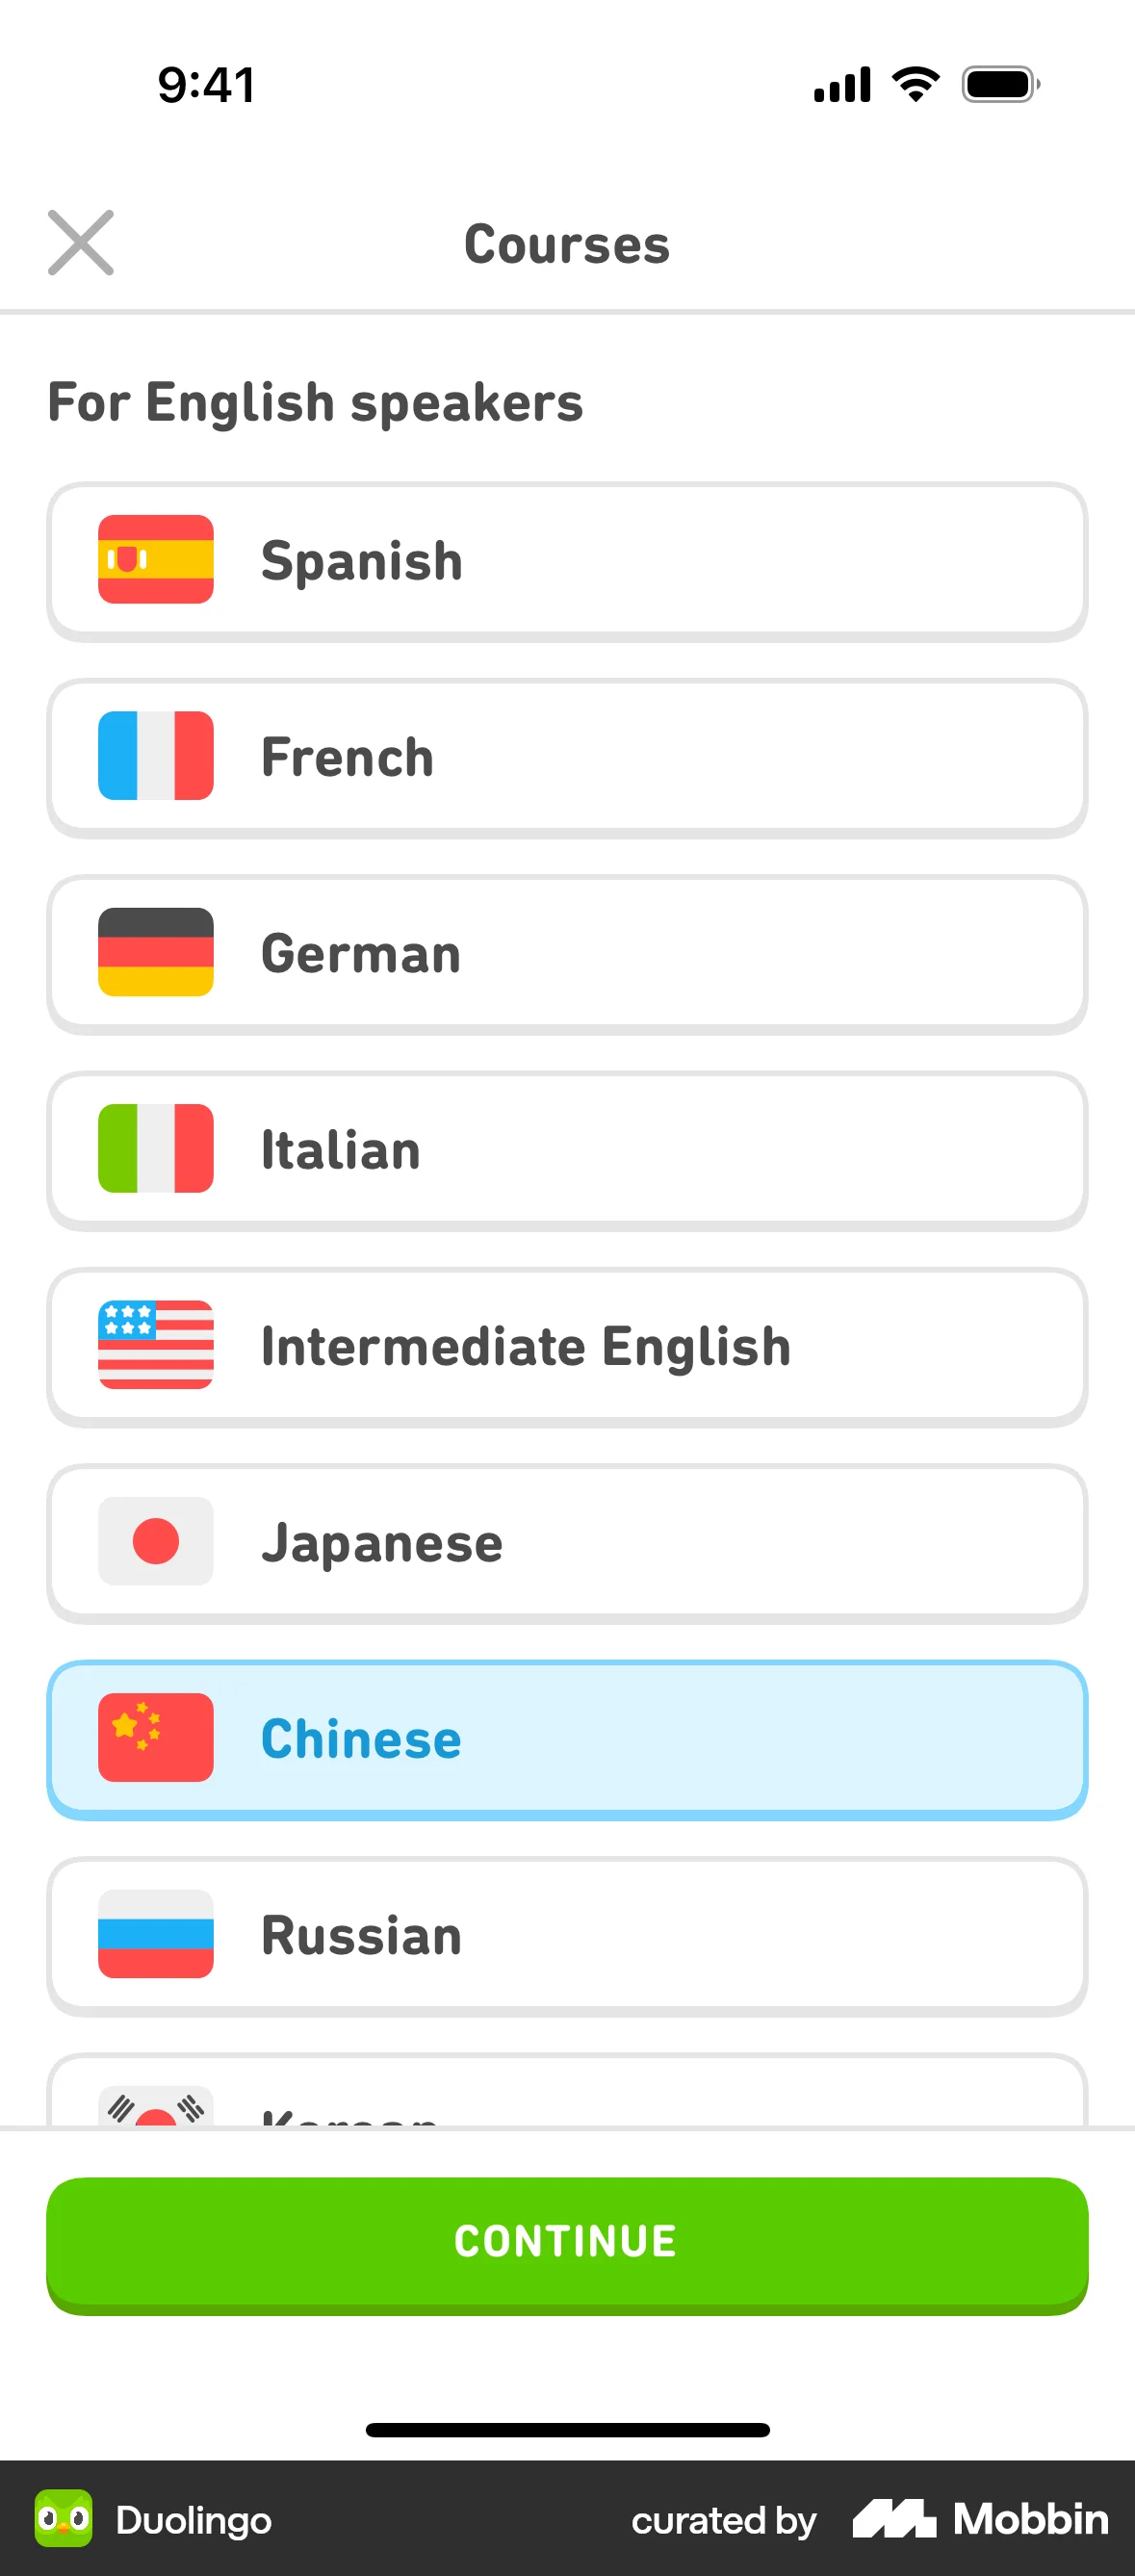 9:41
Courses
For English speakers
Spanish
French
German
Italian
Intermediate English
Japanese
Chinese
Russian
Korean
CONTINUE
Duolingo
curated by Mobbin